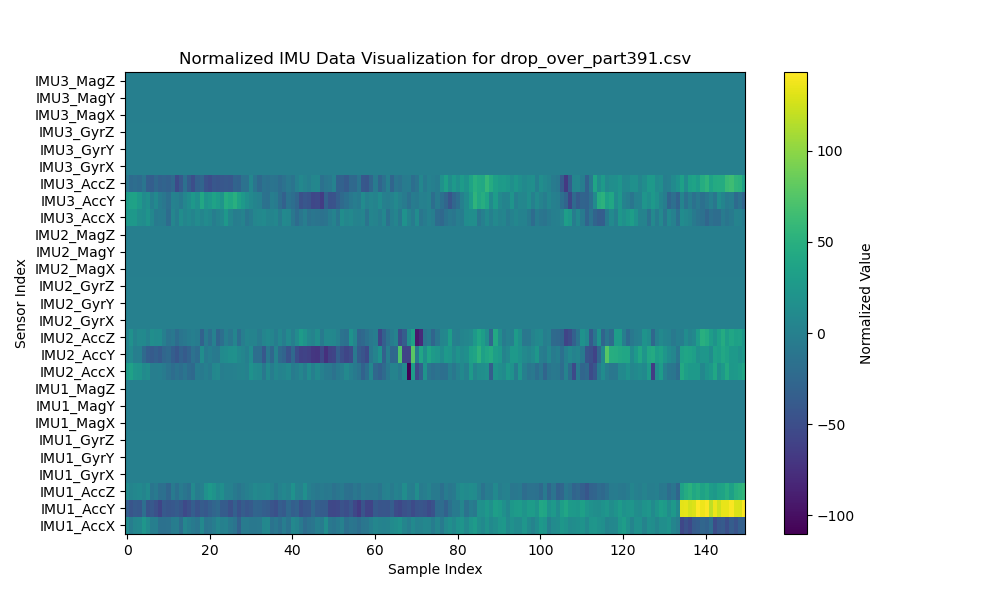 Normalized IMU Data Visualization for drop_over_part391.csv
IMU3_MagZ
IMU3_MagY
IMU3_MagX
IMU3_GyrZ
IMU3_GyrY
IMU3_GyrX
IMU3_AccZ
IMU3_AccY
IMU3_AccX
IMU2_MagZ
IMU2_MagY
IMU2_MagX
IMU2_GyrZ
IMU2_GyrY
IMU2_GyrX
IMU2_AccZ
IMU2_AccY
IMU2_AccX
IMU1_MagZ
IMU1_MagY
IMU1_MagX
IMU1_GyrZ
IMU1_GyrY
IMU1_GyrX
IMU1_AccZ
IMU1_AccY
IMU1_AccX
Sensor Index
0 20 40 60 80 100 120 140
Sample Index
100
50
0
−50
−100
Normalized Value